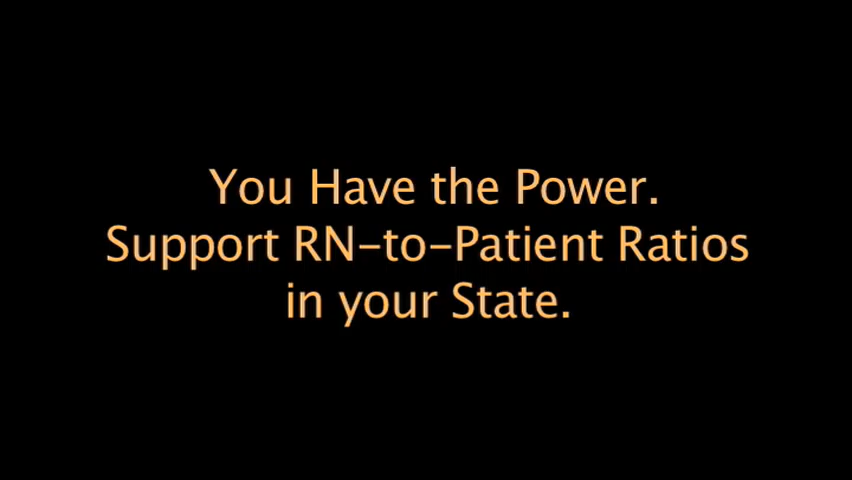 You Have the Power.
Support RN-to-Patient Ratios
in your State.